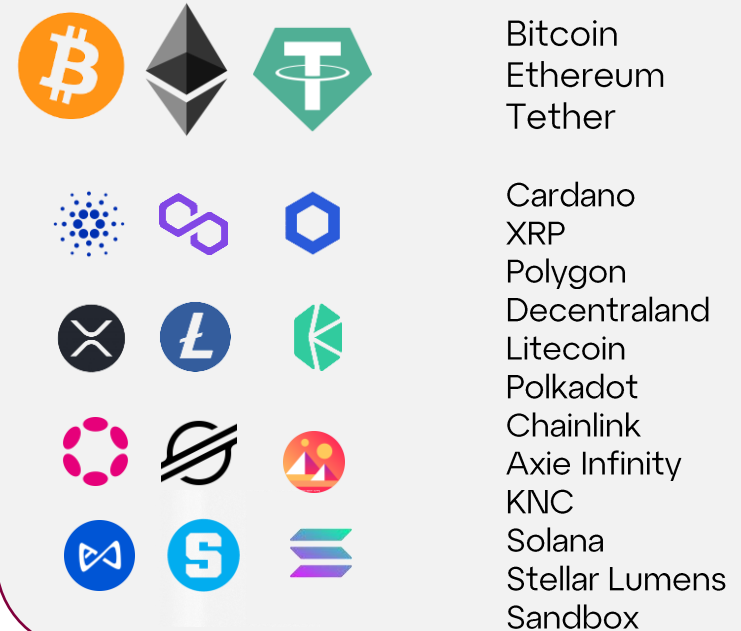 Bitcoin
Ethereum
Tether
Cardano
XRP
Polygon
Decentraland
Litecoin
Polkadot
Chainlink
Axie Infinity
KNC
Solana
Stellar Lumens
Sandbox